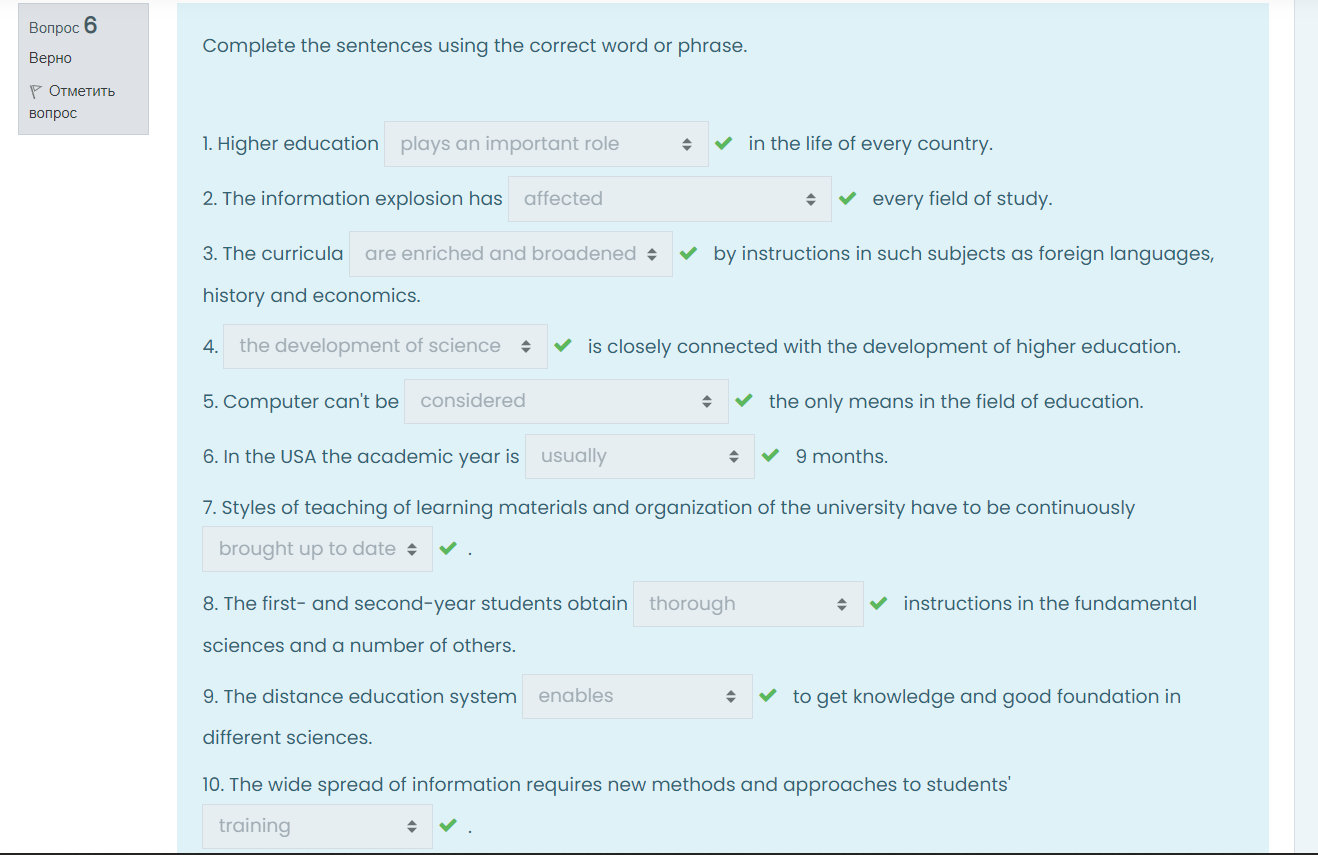 Вопрос 6
Верно
Отметить
вопрос
Complete the sentences using the correct word or phrase.
1. Higher education plays an important role in the life of every country.
2. The information explosion has affected every field of study.
3. The curricula are enriched and broadened by instructions in such subjects as foreign languages,
history and economics.
4. the development of science is closely connected with the development of higher education.
5. Computer can't be considered the only means in the field of education.
6. In the USA the academic year is usually 9 months.
7. Styles of teaching of learning materials and organization of the university have to be continuously
brought up to date .
8. The first- and second-year students obtain thorough instructions in the fundamental
sciences and a number of others.
9. The distance education system enables to get knowledge and good foundation in
different sciences.
10. The wide spread of information requires new methods and approaches to students'
training .